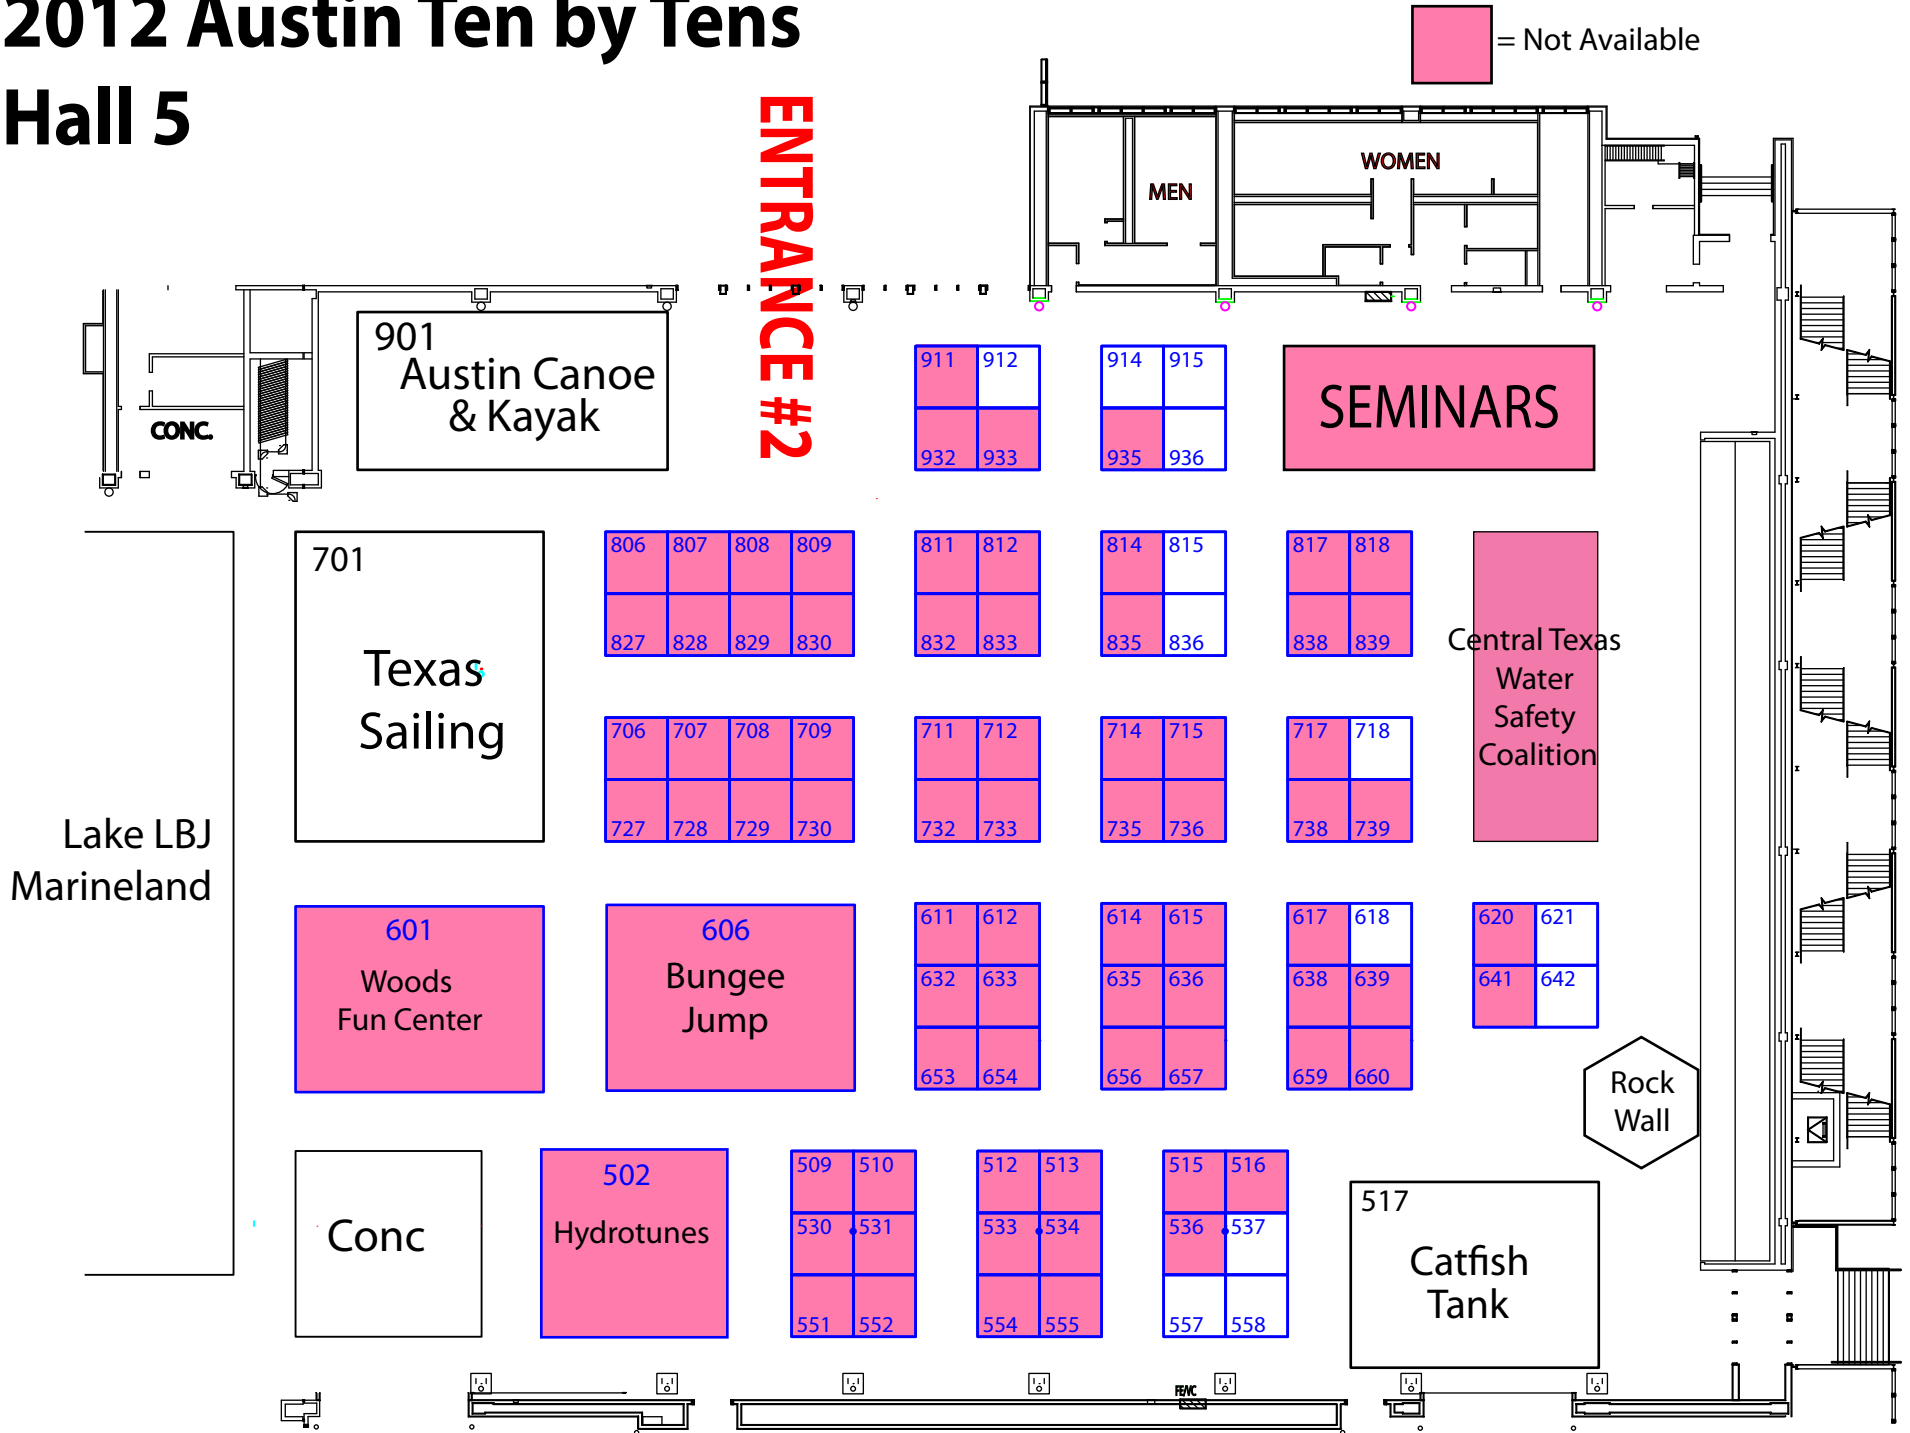 2012 Austin Ten by Tens
Hall 5
= Not Available
ENTRANCE #2
MEN
WOMEN
CONC.
901
Austin Canoe
& Kayak
911 912
932 933
914 915
935 936
SEMINARS
701
Texas
Sailing
806 807 808 809
827 828 829 830
811 812
832 833
814 815
835 836
817 818
838 839
Central Texas
Water
Safety
Coalition
706 707 708 709
727 728 729 730
711 712
732 733
714 715
735 736
717 718
738 739
Lake LBJ
Marineland
601
Woods
Fun Center
606
Bungee
Jump
611 612
632 633
653 654
614 615
635 636
656 657
617 618
638 639
659 660
620 621
641 642
Rock
Wall
Conc
502
Hydrotunes
509 510
530 531
551 552
512 513
533 534
554 555
515 516
536 537
557 558
517
Catfish
Tank
FE/VC